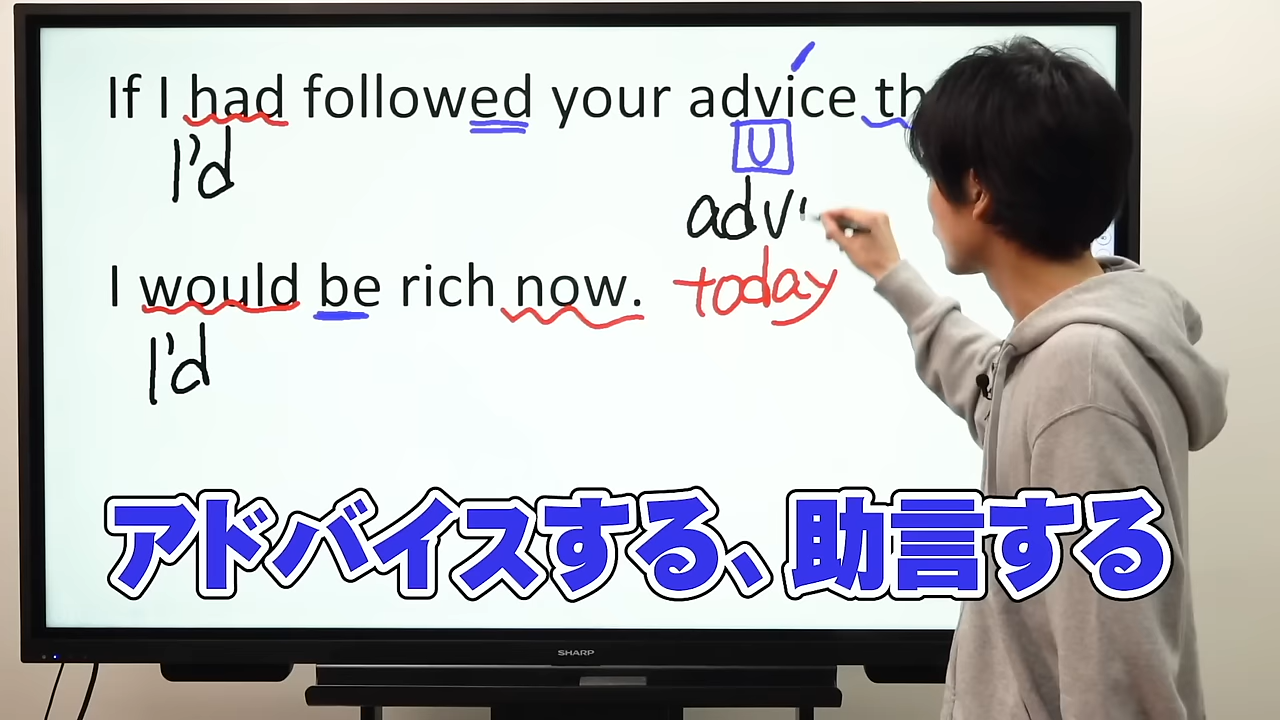 If I had followed your advice th
I'd
U
adv
I would be rich now. today
I'd
アドバイスする、助言する
SHARP